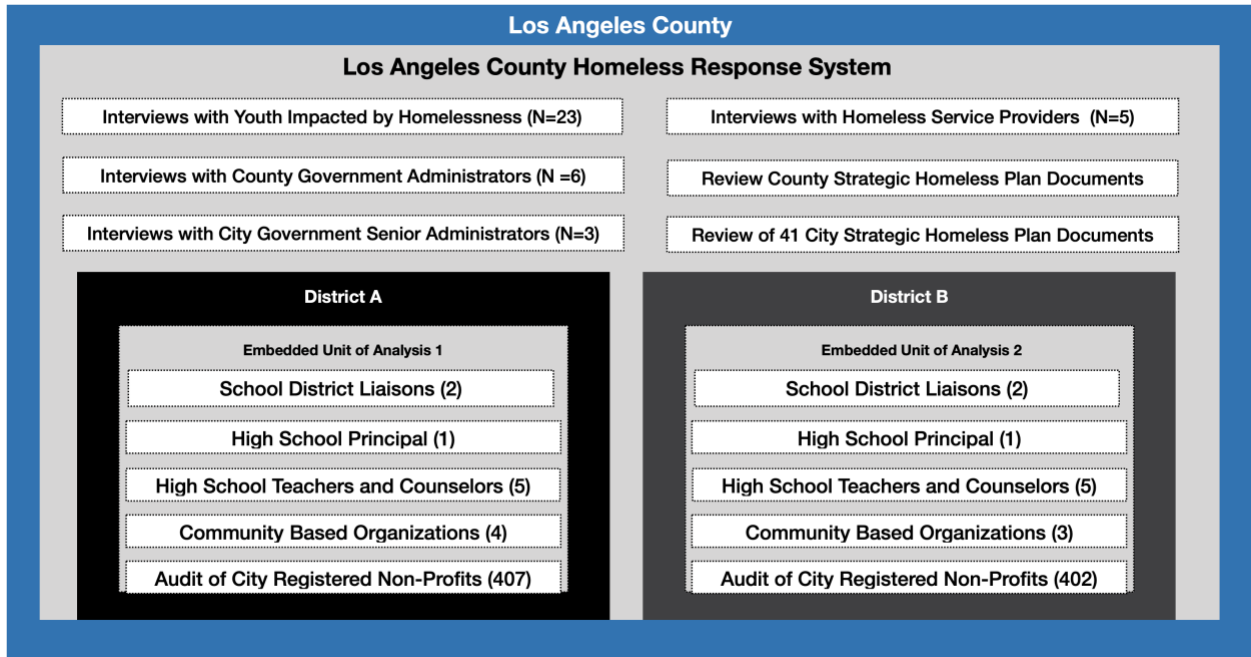 Los Angeles County
Los Angeles County Homeless Response System
Interviews with Youth Impacted by Homelessness (N=23)
Interviews with Homeless Service Providers (N=5)
Interviews with County Government Administrators (N =6)
Review County Strategic Homeless Plan Documents
Interviews with City Government Senior Administrators (N=3)
Review of 41 City Strategic Homeless Plan Documents
District A
Embedded Unit of Analysis 1
School District Liaisons (2)
High School Principal (1)
High School Teachers and Counselors (5)
Community Based Organizations (4)
Audit of City Registered Non-Profits (407)
District B
Embedded Unit of Analysis 2
School District Liaisons (2)
High School Principal (1)
High School Teachers and Counselors (5)
Community Based Organizations (3)
Audit of City Registered Non-Profits (402)